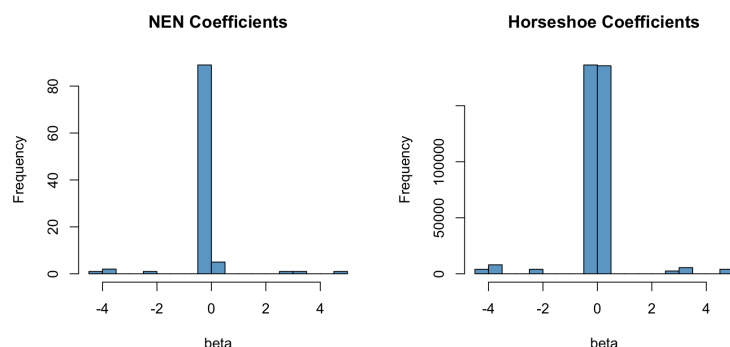 NEN Coefficients
Horseshoe Coefficients
Frequency
0 20 40 60 80
-4 -2 0 2 4
beta
Frequency
0 50000 100000
-4 -2 0 2 4
beta